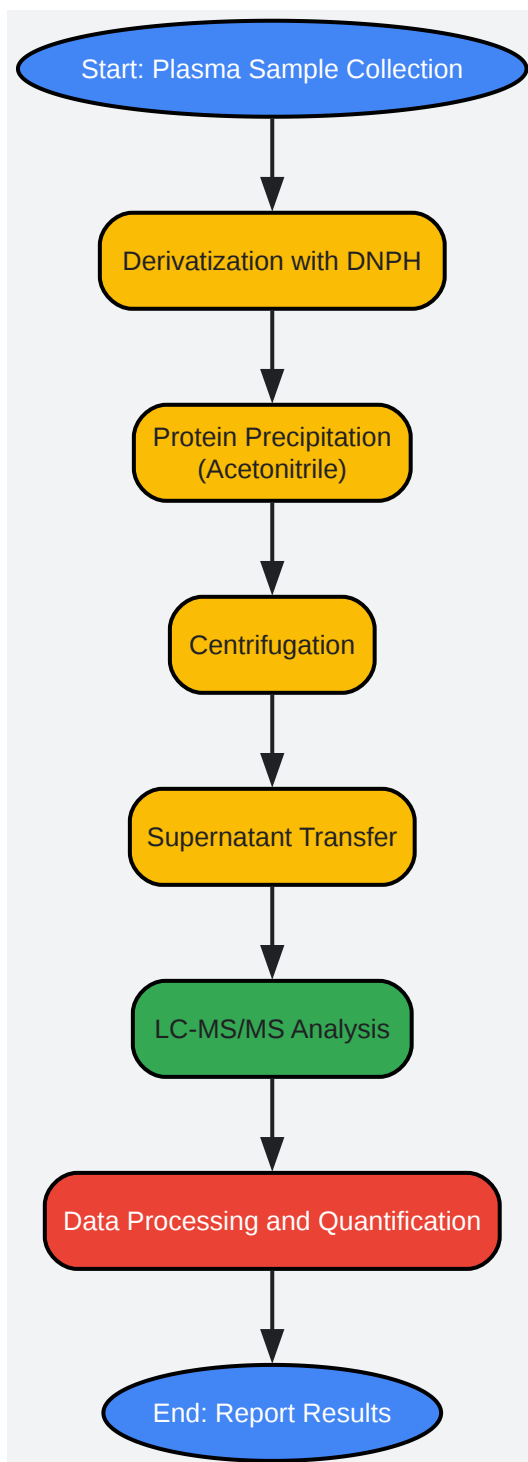 Start: Plasma Sample Collection
Derivatization with DNPH
Protein Precipitation
(Acetonitrile)
Centrifugation
Supernatant Transfer
LC-MS/MS Analysis
Data Processing and Quantification
End: Report Results